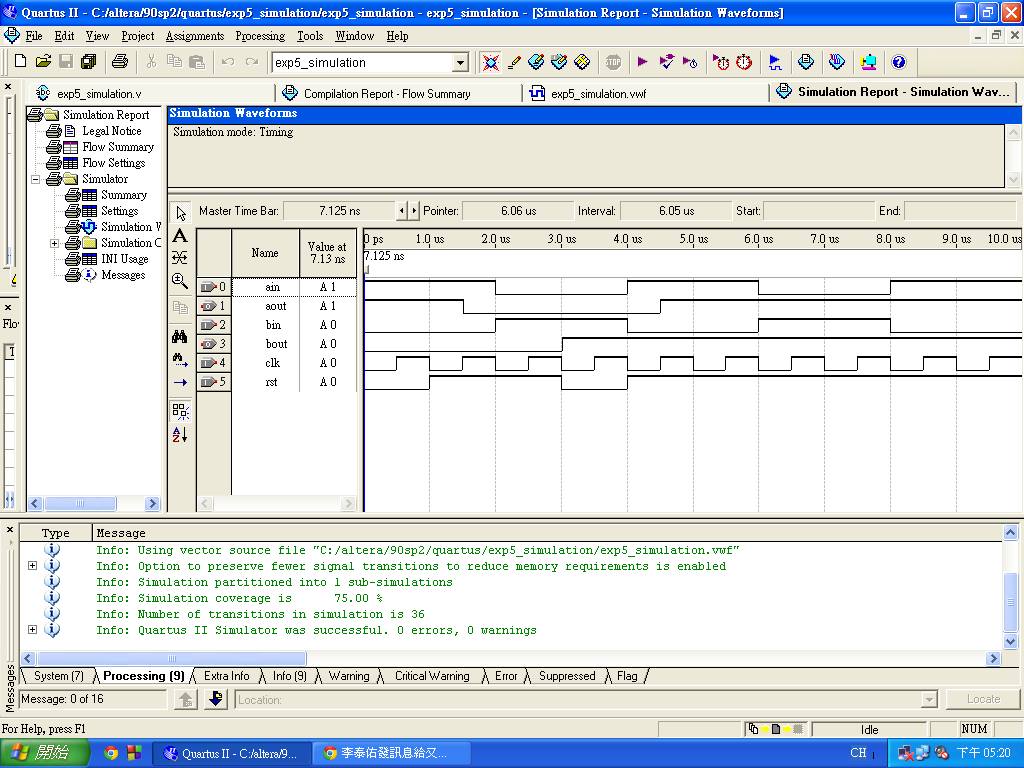 Quartus II - C:/altera/90sp2/quartus/exp5_simulation/exp5_simulation - exp5_simulation - [Simulation Report - Simulation Waveforms]
File Edit View Project Assignments Processing Tools Window Help
exp5_simulation
STOP
exp5_simulation.v
Compilation Report - Flow Summary
exp5_simulation.vwf
Simulation Report - Simulation Wav...
Simulation Report
Legal Notice
Flow Summary
Flow Settings
Simulator
Summary
Settings
Simulation W
Simulation C
INI Usage
Messages
Flo
T
Simulation Waveforms
Simulation mode: Timing
Master Time Bar: 7.125 ns Pointer: 6.06 us Interval: 6.05 us Start: End:
Name Value at 7.13 ns
0 ps 1.0 us 2.0 us 3.0 us 4.0 us 5.0 us 6.0 us 7.0 us 8.0 us 9.0 us 10.0 us
7.125 ns
0 ain A 1
1 aout A 1
2 bin A 0
3 bout A 0
4 clk A 0
5 rst A 0
Type Message
Info: Using vector source file "C:/altera/90sp2/quartus/exp5_simulation/exp5_simulation.vwf"
Info: Option to preserve fewer signal transitions to reduce memory requirements is enabled
Info: Simulation partitioned into 1 sub-simulations
Info: Simulation coverage is 75.00 %
Info: Number of transitions in simulation is 36
Info: Quartus II Simulator was successful. 0 errors, 0 warnings
System (7) Processing (9) Extra Info Info (9) Warning Critical Warning Error Suppressed Flag
Messages
Message: 0 of 16 Location: Locate
For Help, press F1 Idle NUM
開始 Quartus II - C:/altera/9... 李泰佑發訊息給又... CH 下午 05:20